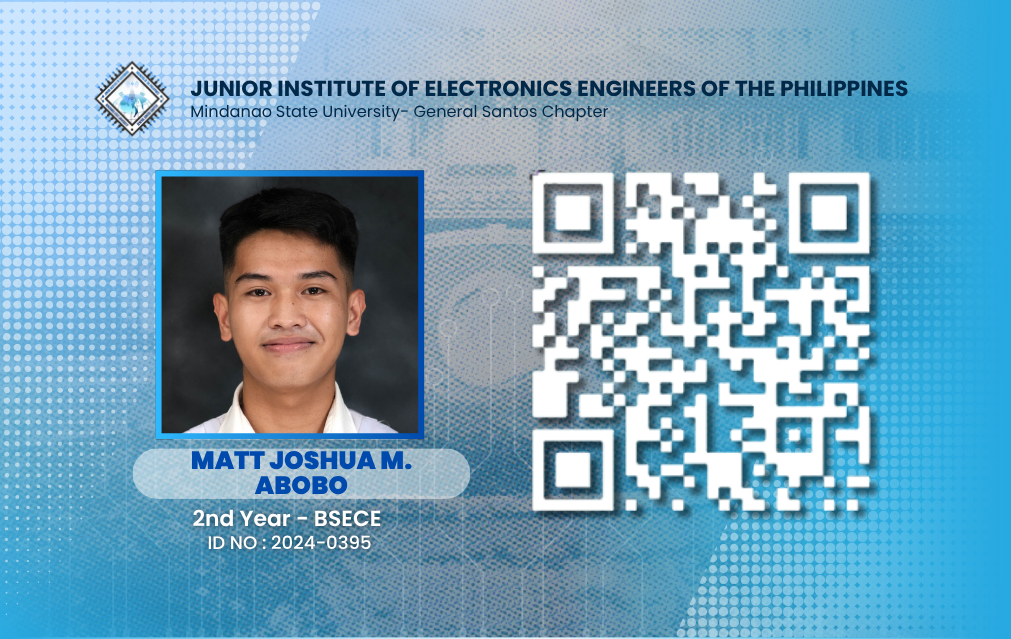 JUNIOR INSTITUTE OF ELECTRONICS ENGINEERS OF THE PHILIPPINES
Mindanao State University- General Santos Chapter
MATT JOSHUA M.
ABOBO
2nd Year - BSECE
ID NO : 2024-0395